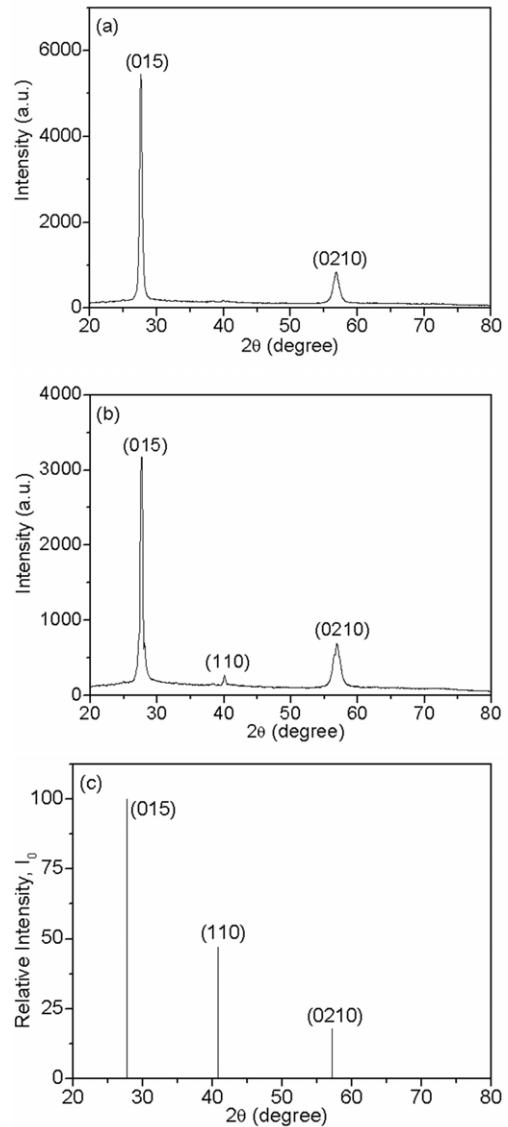 (a)
(015)
6000
4000
2000
0
Intensity (a.u.)
(0210)
20 30 40 50 60 70 80
2θ (degree)
(b)
(015)
4000
3000
2000
1000
0
Intensity (a.u.)
(110)
(0210)
20 30 40 50 60 70 80
2θ (degree)
(c)
(015)
100
75
50
25
0
Relative Intensity, I₀
(110)
(0210)
20 30 40 50 60 70 80
2θ (degree)